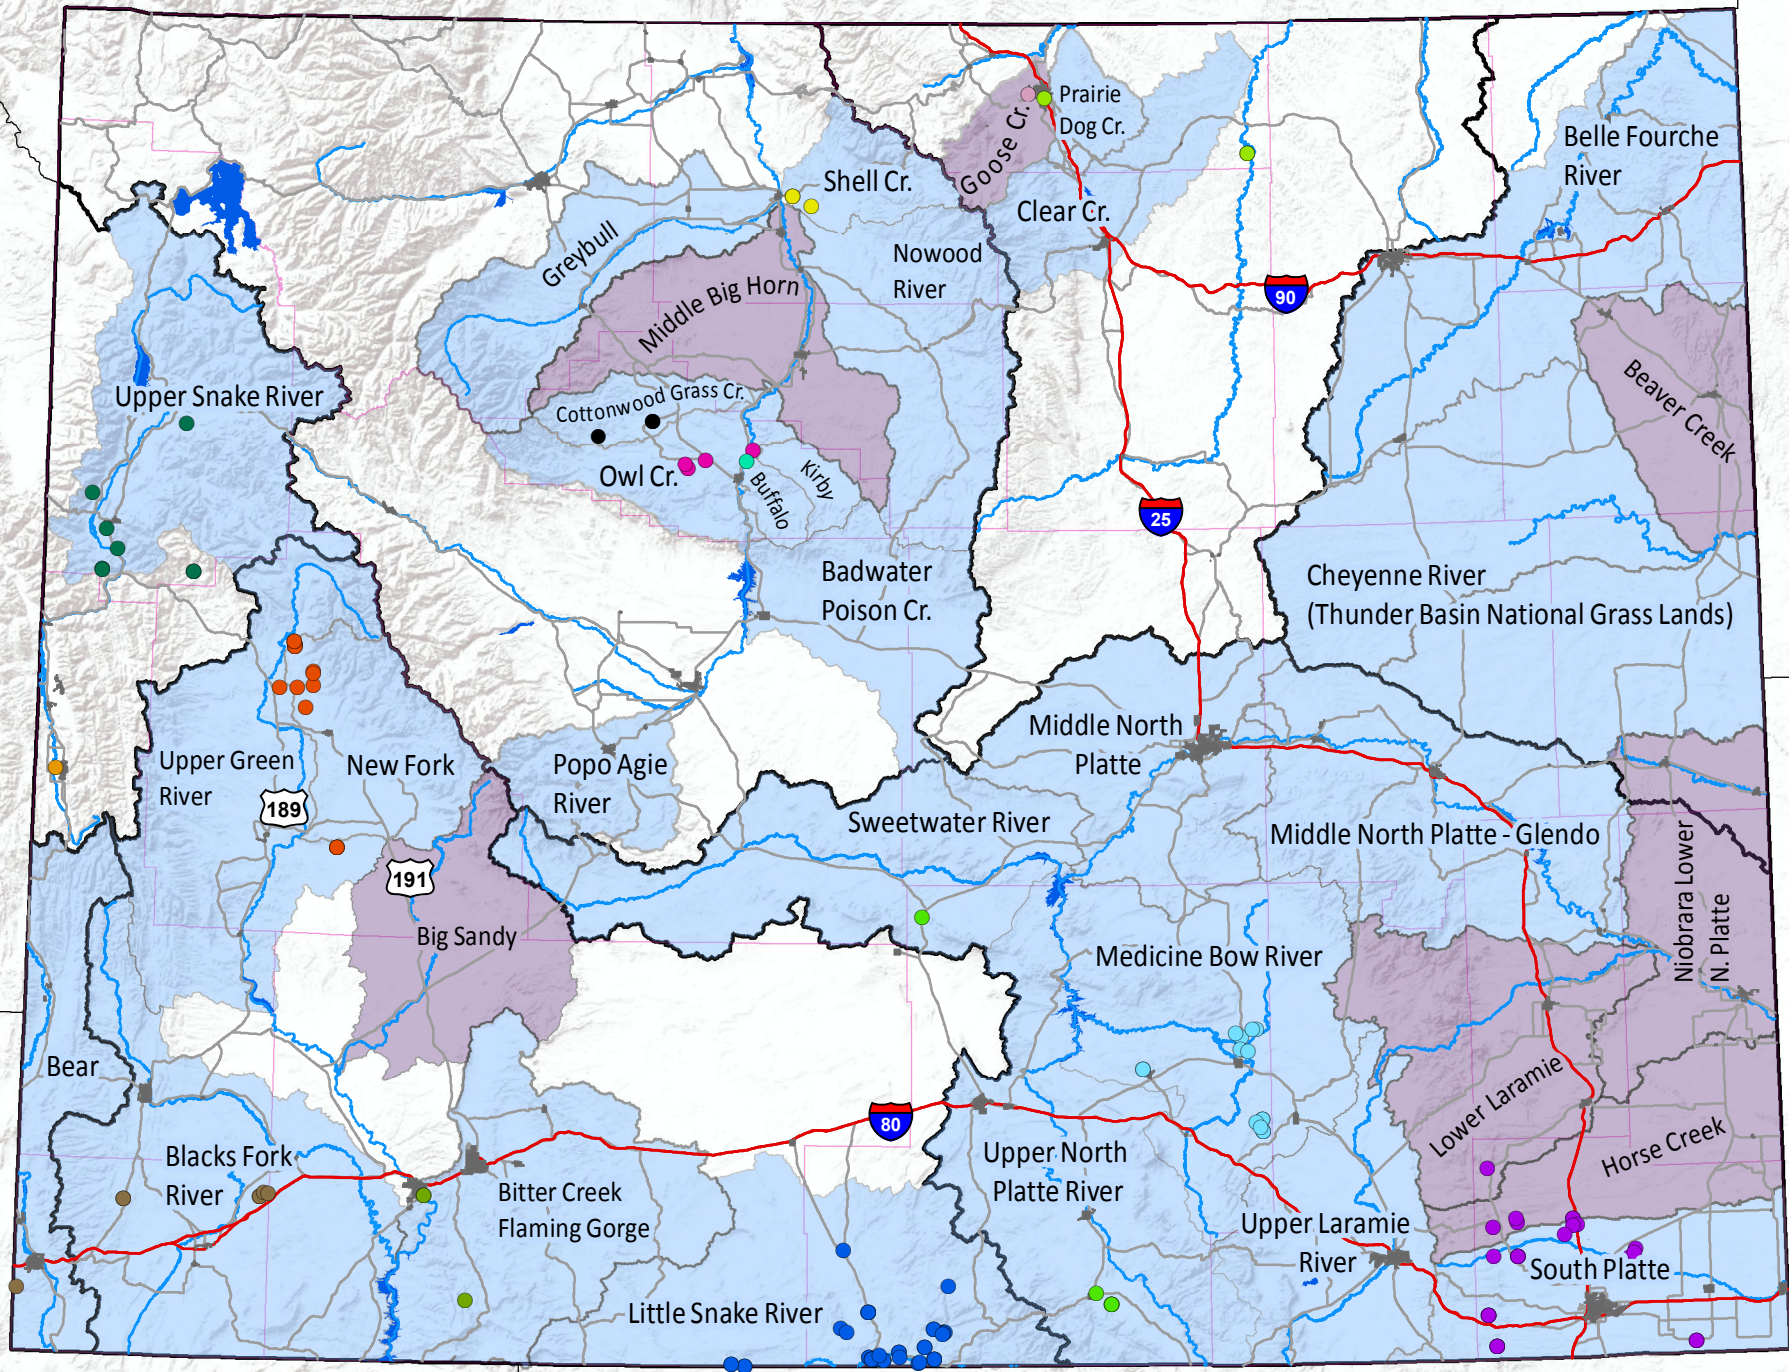 Prairie
Dog Cr.
Goose Cr.
Belle Fourche
River
Shell Cr.
Clear Cr.
Greybull
Nowood
River
Middle Big Horn
90
Upper Snake River
Cottonwood Grass Cr.
Beaver Creek
Owl Cr.
Buffalo
Kirby
25
Badwater
Poison Cr.
Cheyenne River
(Thunder Basin National Grass Lands)
Upper Green
River
New Fork
Popo Agie
River
Middle North
Platte
189
Sweetwater River
Middle North Platte - Glendo
191
Niobrara Lower
N. Platte
Big Sandy
Medicine Bow River
Bear
80
Lower Laramie
Horse Creek
Blacks Fork
River
Bitter Creek
Flaming Gorge
Upper North
Platte River
Upper Laramie
River
South Platte
Little Snake River